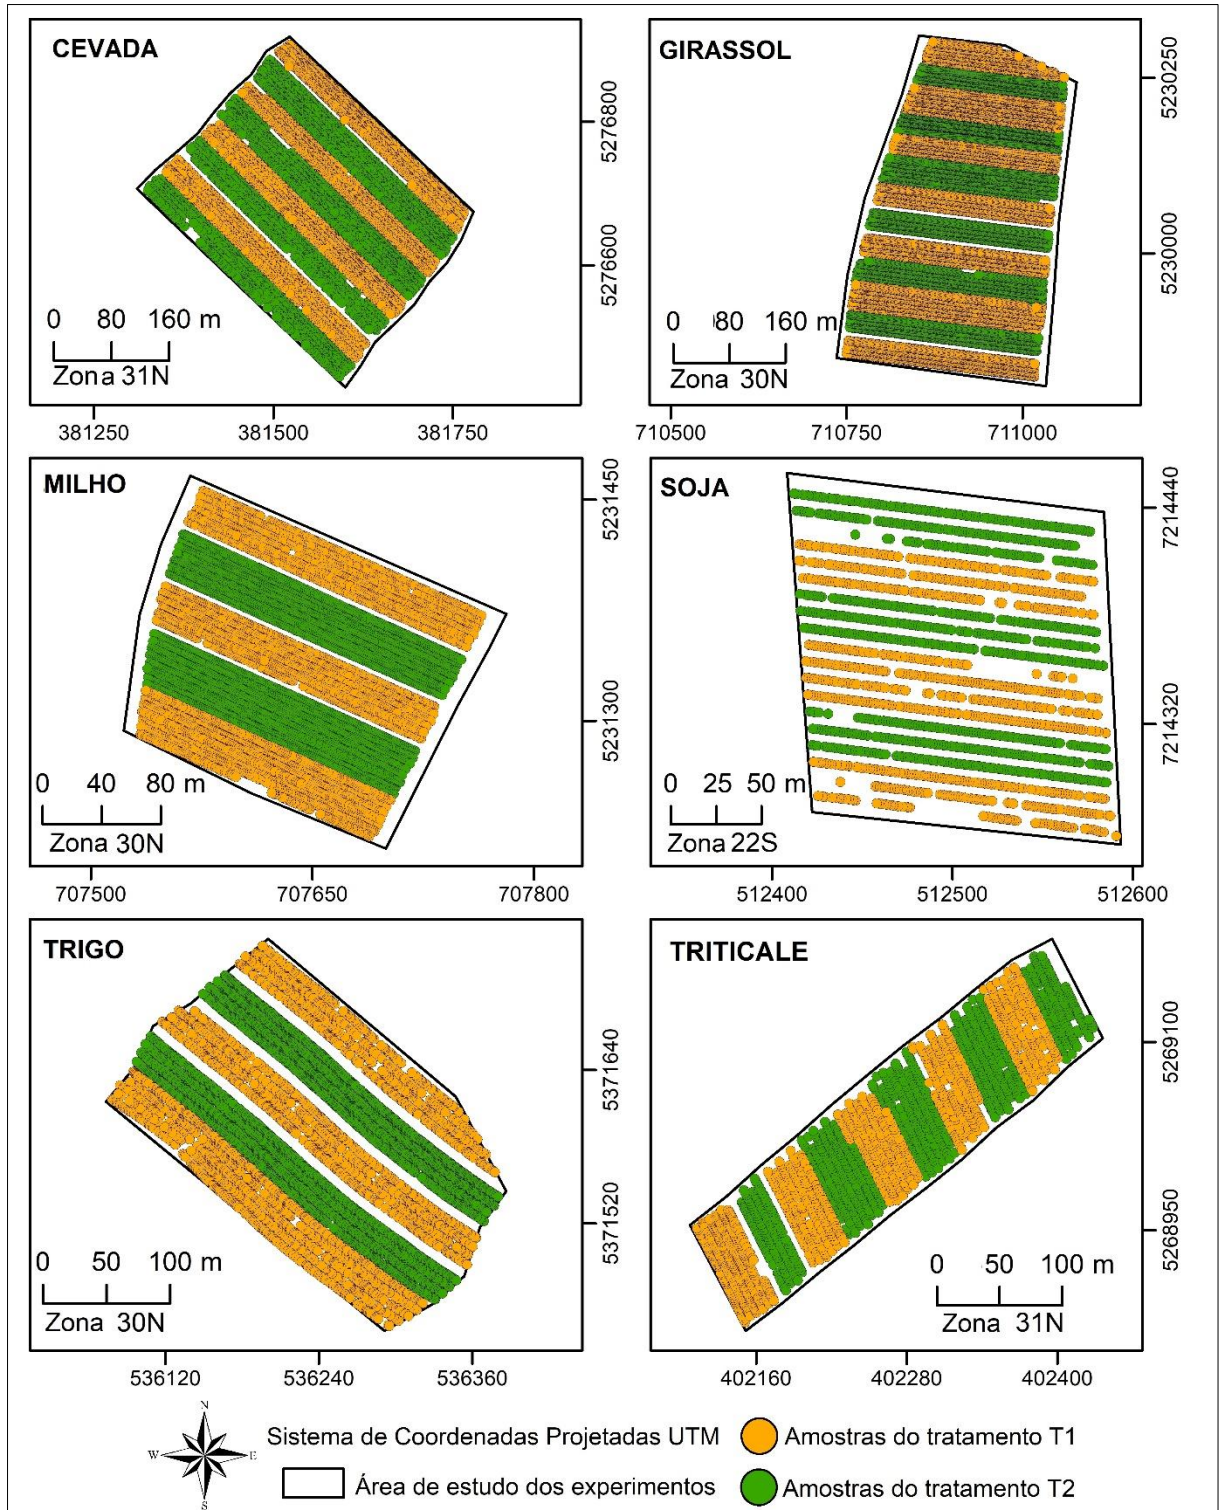 CEVADA
5276800
5276600
0 80 160 m
Zona 31N
381250 381500 381750
GIRASSOL
5230250
5230000
0 080 160 m
Zona 30N
710500 710750 711000
MILHO
5231450
5231300
0 40 80 m
Zona 30N
707500 707650 707800
SOJA
7214440
7214320
0 25 50 m
Zona 22S
512400 512500 512600
TRIGO
5371640
5371520
0 50 100 m
Zona 30N
536120 536240 536360
TRITICALE
5269100
5268950
0 50 100 m
Zona 31N
402160 402280 402400
N
W E
S
Sistema de Coordenadas Projetadas UTM
Amostras do tratamento T1
Área de estudo dos experimentos
Amostras do tratamento T2